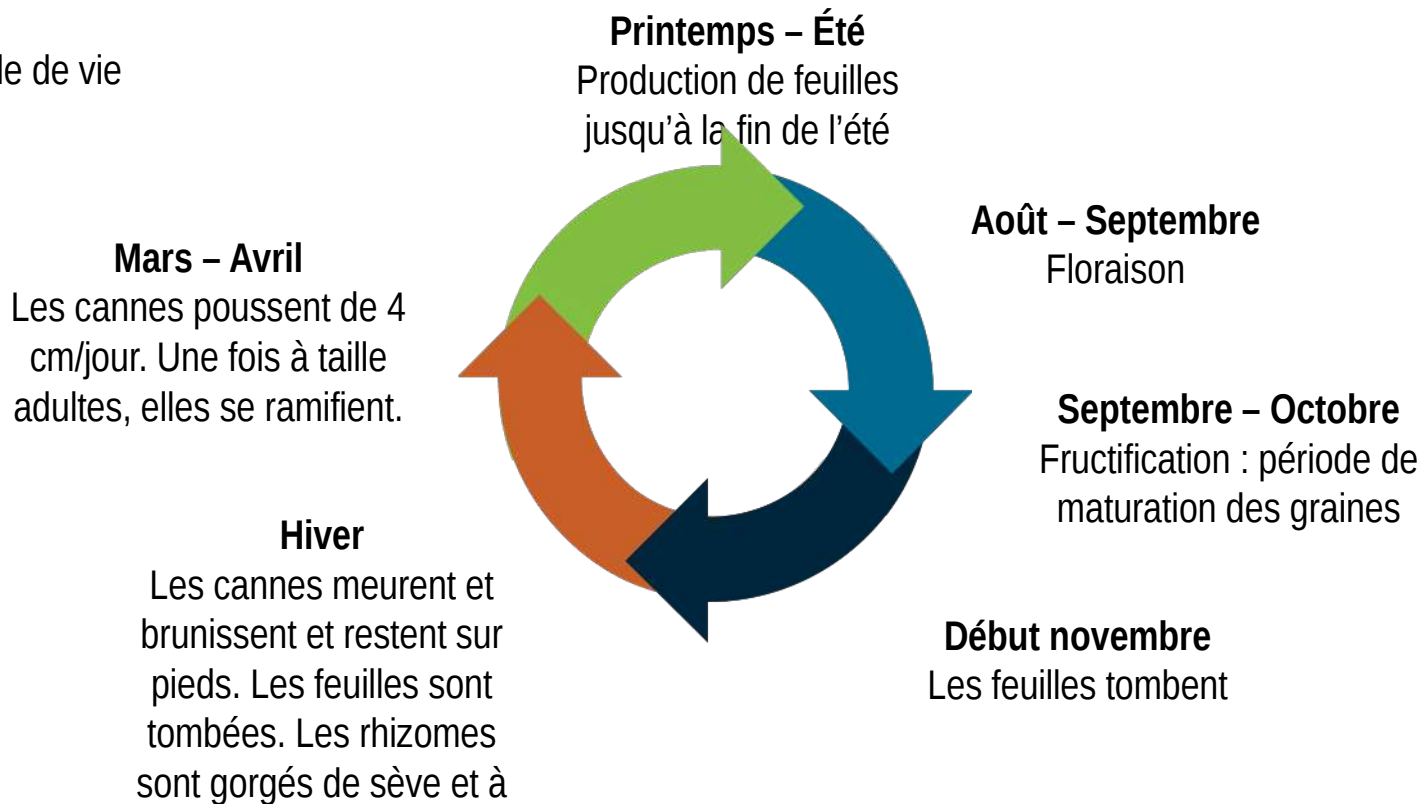 le de vie
Printemps – Été
Production de feuilles
jusqu’à la fin de l’été
Août – Septembre
Floraison
Septembre – Octobre
Fructification : période de
maturation des graines
Début novembre
Les feuilles tombent
Hiver
Les cannes meurent et
brunissent et restent sur
pieds. Les feuilles sont
tombées. Les rhizomes
sont gorgés de sève et à
Mars – Avril
Les cannes poussent de 4
cm/jour. Une fois à taille
adultes, elles se ramifient.